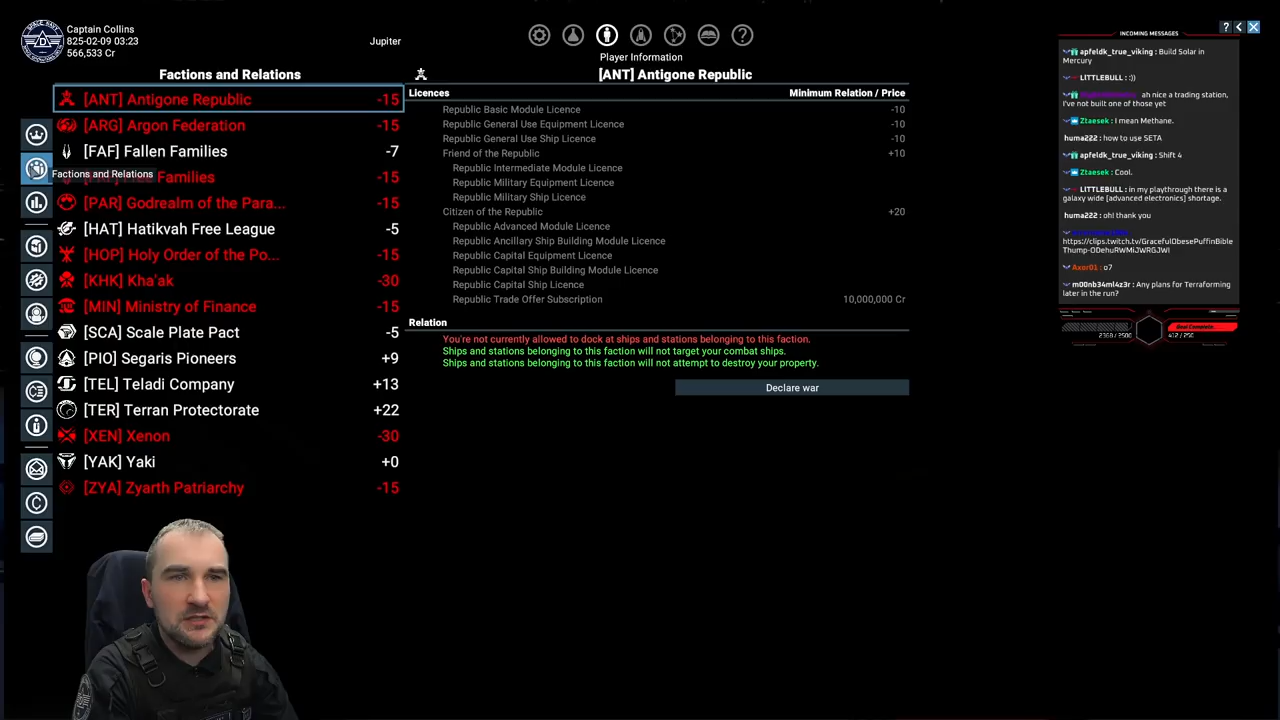 Captain Collins
825-02-09 03:23
566,533 Cr
Jupiter
Player Information
Factions and Relations
[ANT] Antigone Republic -15
[ARG] Argon Federation -15
[FAF] Fallen Families -7
Families -15
Factions and Relations
[PAR] Godrealm of the Para... -15
[HAT] Hatikvah Free League -5
[HOP] Holy Order of the Po... -15
[KHK] Kha'ak -30
[MIN] Ministry of Finance -15
[SCA] Scale Plate Pact -5
[PIO] Segaris Pioneers +9
[TEL] Teladi Company +13
[TER] Terran Protectorate +22
[XEN] Xenon -30
[YAK] Yaki +0
[ZYA] Zyarth Patriarchy -15
[ANT] Antigone Republic
Licences Minimum Relation / Price
Republic Basic Module Licence -10
Republic General Use Equipment Licence -10
Republic General Use Ship Licence -10
Friend of the Republic +10
Republic Intermediate Module Licence
Republic Military Equipment Licence
Republic Military Ship Licence
Citizen of the Republic +20
Republic Advanced Module Licence
Republic Ancillary Ship Building Module Licence
Republic Capital Equipment Licence
Republic Capital Ship Building Module Licence
Republic Capital Ship Licence
Republic Trade Offer Subscription 10,000,000 Cr
Relation
You're not currently allowed to dock at ships and stations belonging to this faction.
Ships and stations belonging to this faction will not target your combat ships.
Ships and stations belonging to this faction will not attempt to destroy your property.
Declare war
INCOMING MESSAGES
apfeldk_true_viking : Build Solar in
Mercury
LITTLEBULL : :))
ah nice a trading station,
I've not built one of those yet
Ztaesek : I mean Methane.
huma222 : how to use SETA
apfeldk_true_viking : Shift 4
Ztaesek : Cool.
LITTLEBULL : in my playthrough there is a
galaxy wide [advanced electronics] shortage.
huma222 : oh! thank you
https://clips.twitch.tv/GracefulObesePuffinBible
Thump-ODehuRWMiJWRGJWI
Axor01 : o7
m00nb34ml4z3r : Any plans for Terraforming
later in the run?
2368 / 2500
412 / 250